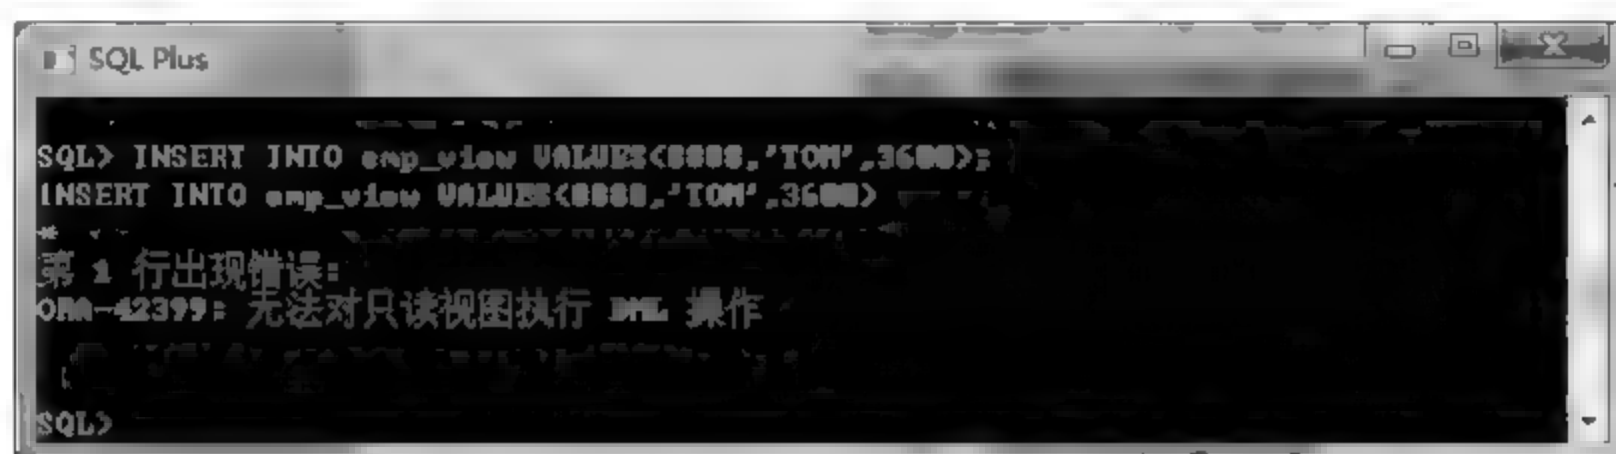 SQL Plus
SQL> INSERT INTO emp_view VALUES(8888,'TOM',3600);
INSERT INTO emp_view VALUES(8888,'TOM',3600)
*
第 1 行出现错误:
ORA-42399: 无法对只读视图执行 DML 操作
SQL>